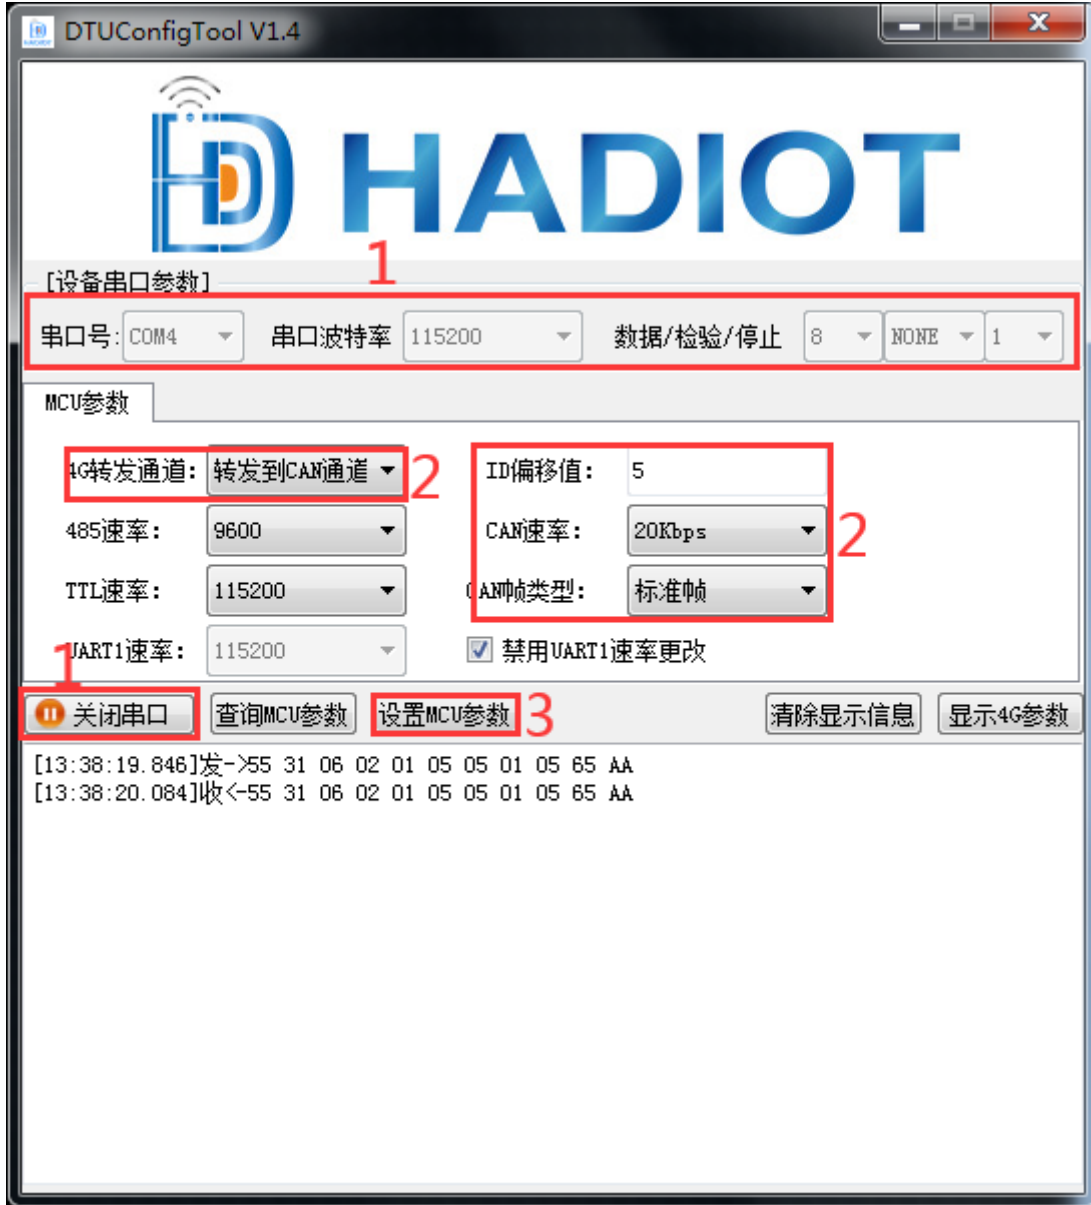 DTUConfigTool V1.4
HADIOT
1
[设备串口参数]
串口号: COM4 串口波特率 115200 数据/检验/停止 8 NONE 1
MCU参数
4G转发通道: 转发到CAN通道 2 ID偏移值: 5
485速率: 9600 CAN速率: 20Kbps 2
TTL速率: 115200 CAN帧类型: 标准帧
UART1速率: 115200 禁用UART1速率更改
1
关闭串口 查询MCU参数 设置MCU参数 3 清除显示信息 显示4G参数
[13:38:19.846]发->55 31 06 02 01 05 05 01 05 65 AA
[13:38:20.084]收<-55 31 06 02 01 05 05 01 05 65 AA